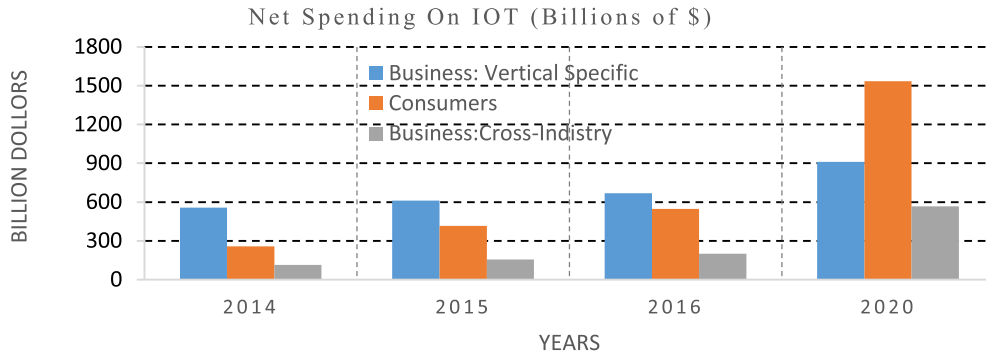 Net Spending On IOT (Billions of $)
BILLION DOLLORS
1800
1500
1200
900
600
300
0
Business: Vertical Specific
Consumers
Business:Cross-Indistry
2014 2015 2016 2020
YEARS